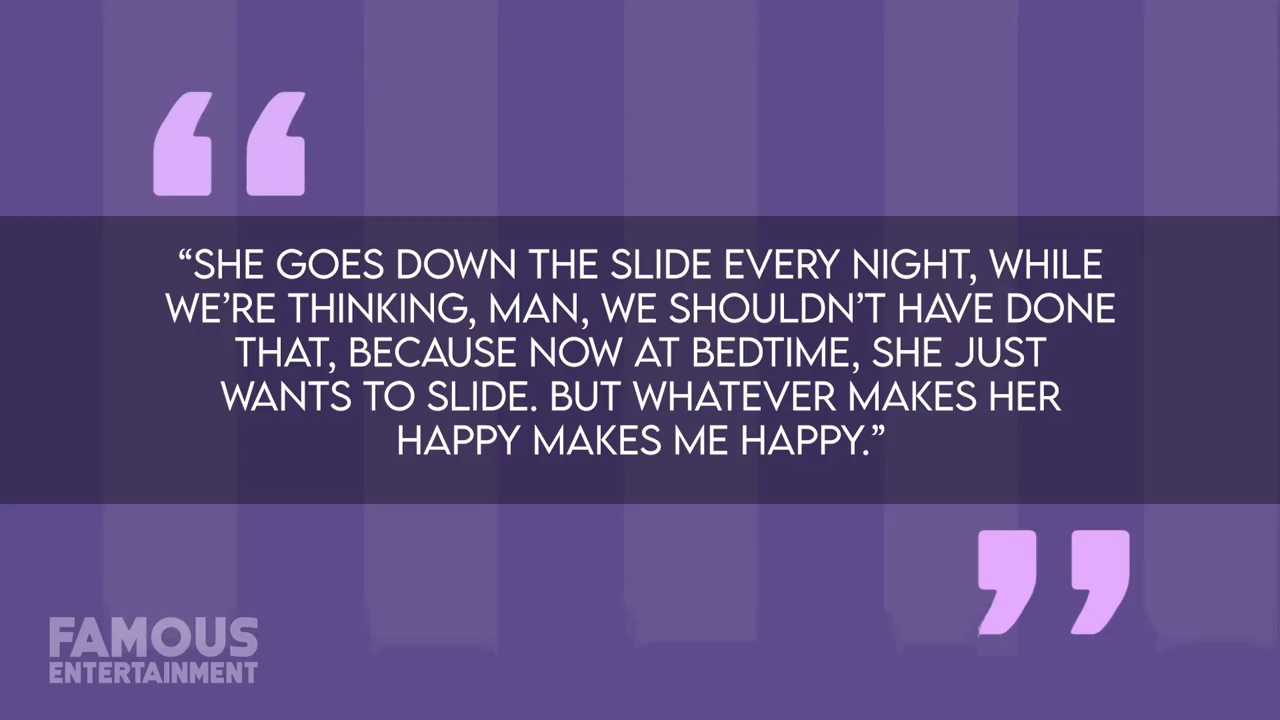 “SHE GOES DOWN THE SLIDE EVERY NIGHT, WHILE
WE’RE THINKING, MAN, WE SHOULDN’T HAVE DONE
THAT, BECAUSE NOW AT BEDTIME, SHE JUST
WANTS TO SLIDE. BUT WHATEVER MAKES HER
HAPPY MAKES ME HAPPY.”
FAMOUS
ENTERTAINMENT